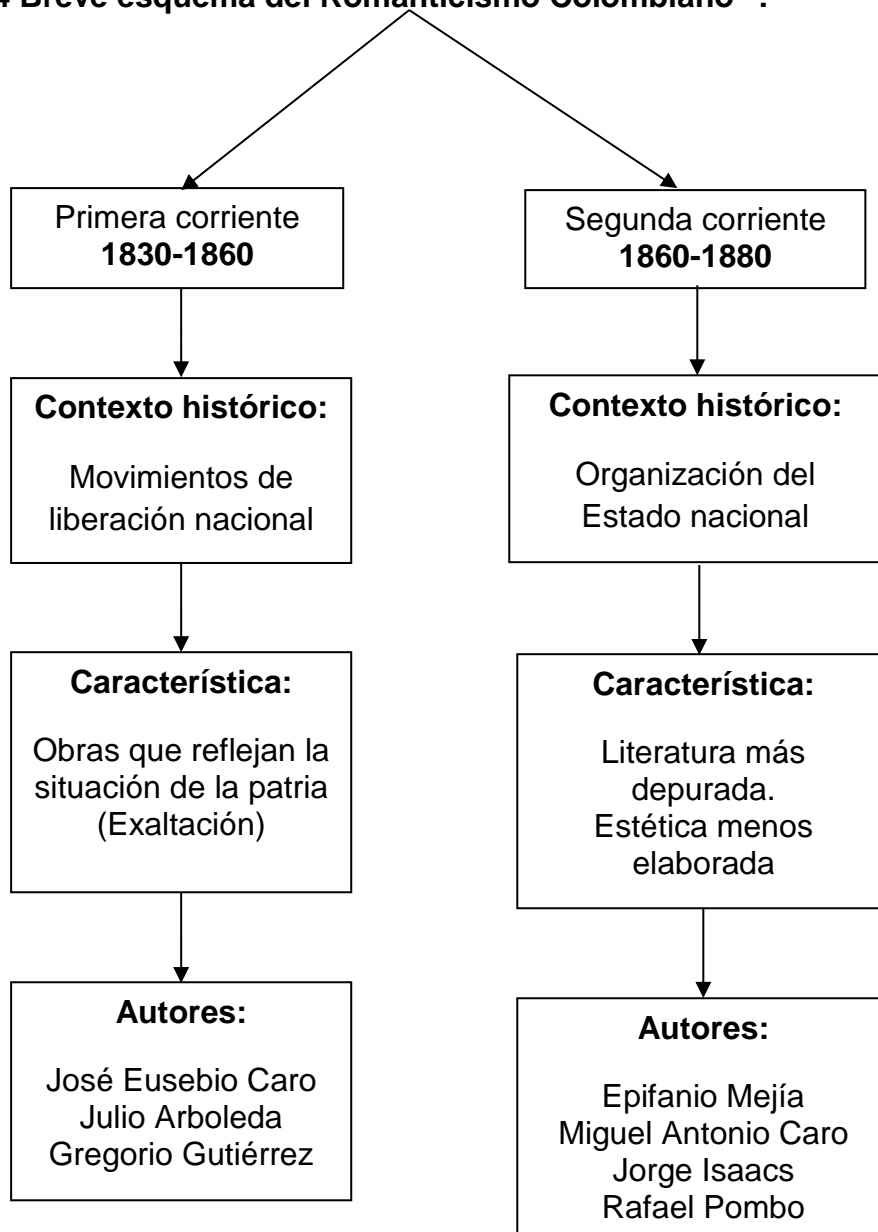 4 Breve esquema del Romanticismo Colombiano :
Primera corriente
1830-1860
Contexto histórico:
Movimientos de
liberación nacional
Característica:
Obras que reflejan la
situación de la patria
(Exaltación)
Autores:
José Eusebio Caro
Julio Arboleda
Gregorio Gutiérrez
Segunda corriente
1860-1880
Contexto histórico:
Organización del
Estado nacional
Característica:
Literatura más
depurada.
Estética menos
elaborada
Autores:
Epifanio Mejía
Miguel Antonio Caro
Jorge Isaacs
Rafael Pombo